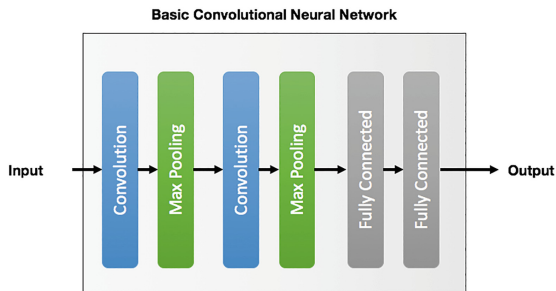 Basic Convolutional Neural Network
Input
Convolution
Max Pooling
Convolution
Max Pooling
Fully Connected
Fully Connected
Output